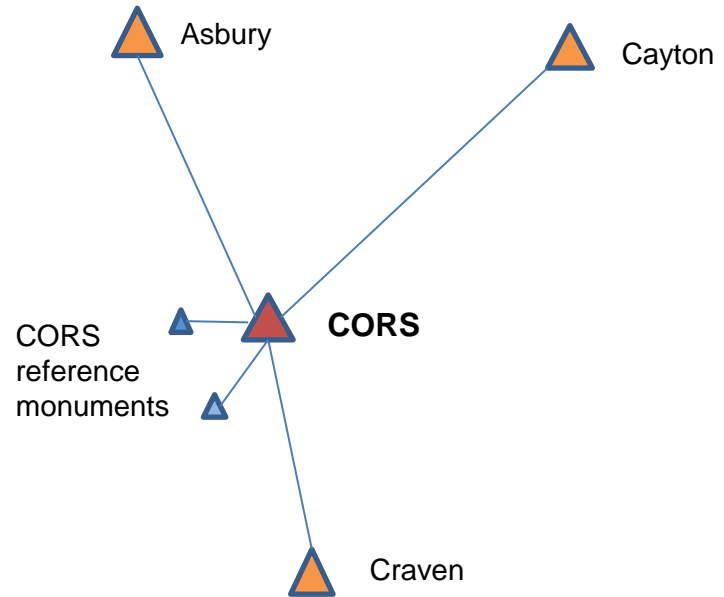 Asbury
Cayton
CORS
CORS
reference
monuments
Craven